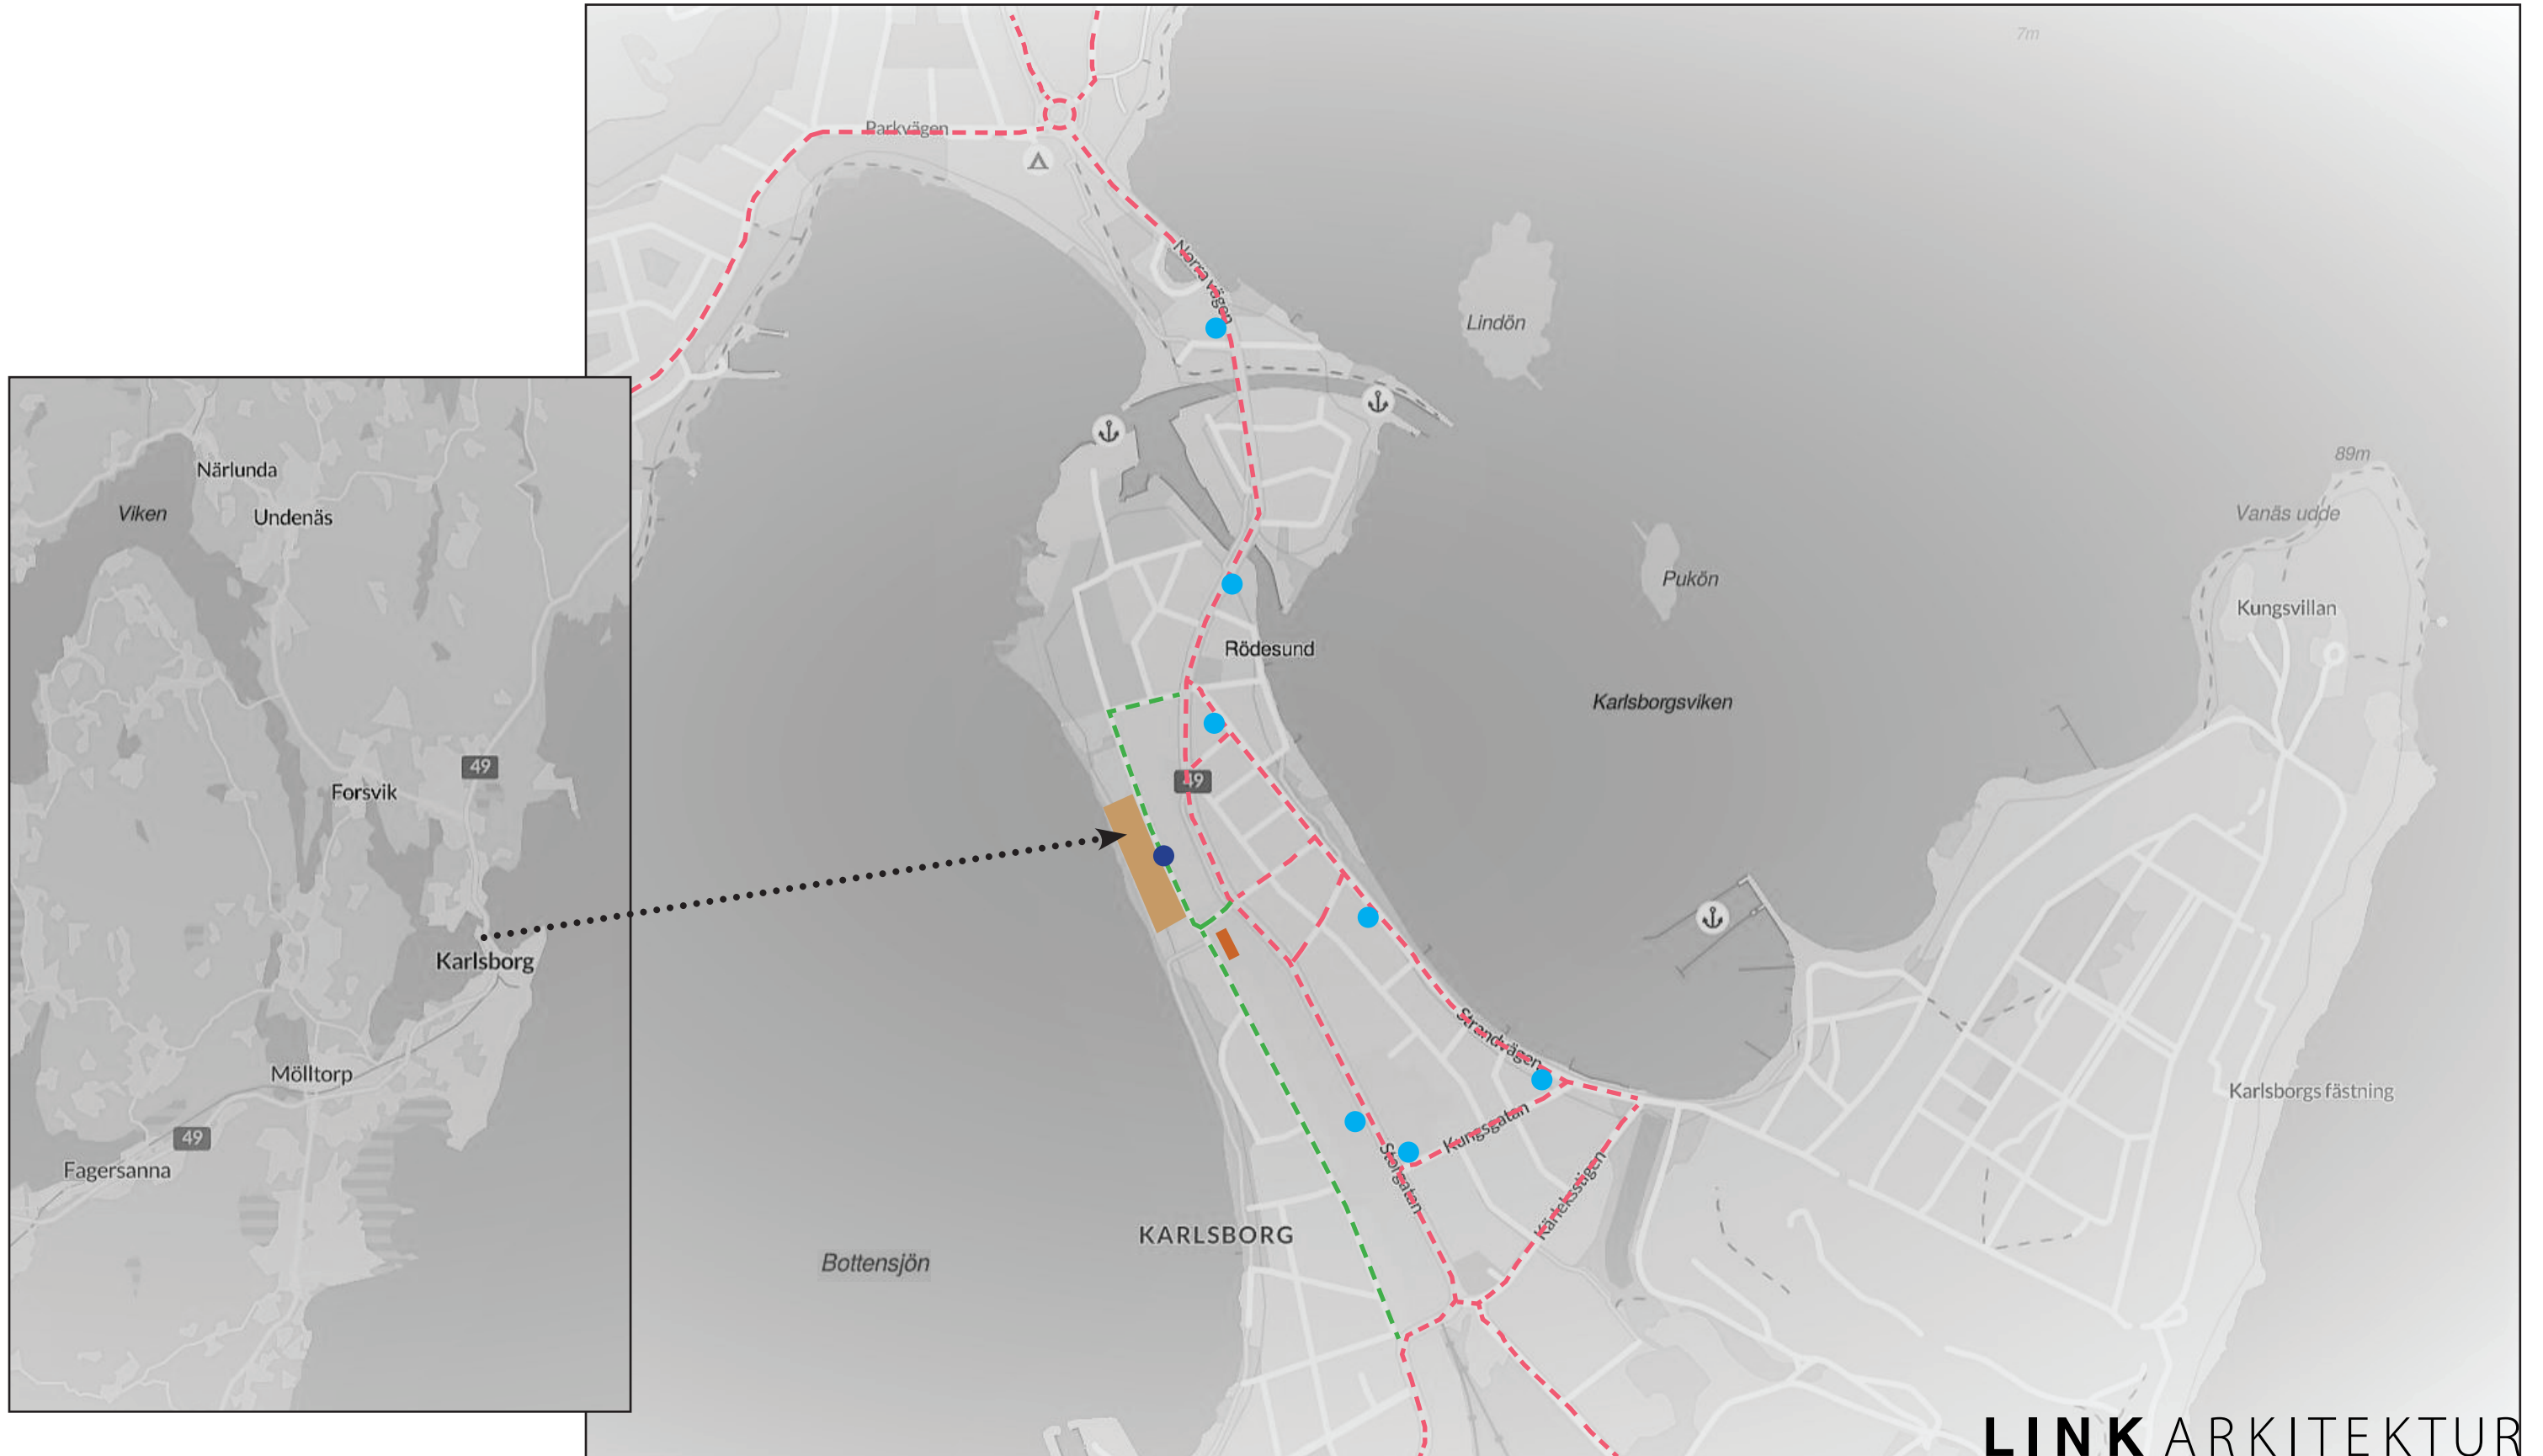 7m
Parkvägen
Norra vägen
Lindön
89m
Vanäs udde
Närlunda
Viken
Undenäs
Pukön
Kungsvillan
Rödesund
Karlsborgsviken
49
49
Forsvik
Karlsborg
Strandvägen
Mölltorp
Karlsborgs fästning
Kungsgatan
49
Storgatan
Fagersanna
Kärleksstigen
KARLSBORG
Bottensjön
LINK ARKITEKTUR